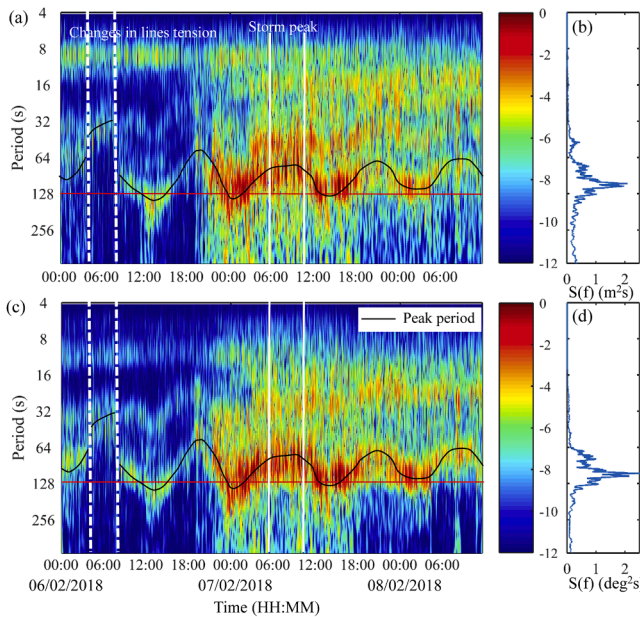 (a)
Changes in lines tension
Storm peak
4
8
16
32
64
128
256
Period (s)
00:00 06:00 12:00 18:00 00:00 06:00 12:00 18:00 00:00 06:00
0
-2
-4
-6
-8
-10
-12
(b)
0 1 2
S(f) (m²s)
(c)
Peak period
4
8
16
32
64
128
256
Period (s)
00:00 06:00 12:00 18:00 00:00 06:00 12:00 18:00 00:00 06:00
06/02/2018 07/02/2018 08/02/2018
Time (HH:MM)
0
-2
-4
-6
-8
-10
-12
(d)
0 1 2
S(f) (deg²s